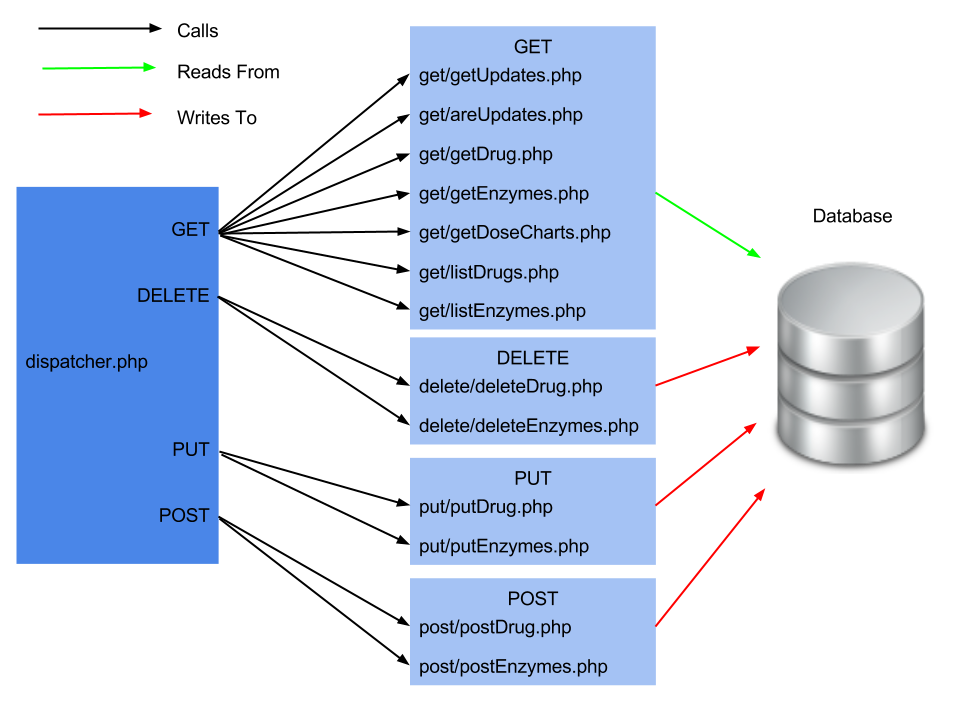 Calls
Reads From
Writes To
GET
DELETE
dispatcher.php
PUT
POST
GET
get/getUpdates.php
get/areUpdates.php
get/getDrug.php
get/getEnzymes.php
get/getDoseCharts.php
get/listDrugs.php
get/listEnzymes.php
DELETE
delete/deleteDrug.php
delete/deleteEnzymes.php
PUT
put/putDrug.php
put/putEnzymes.php
POST
post/postDrug.php
post/postEnzymes.php
Database